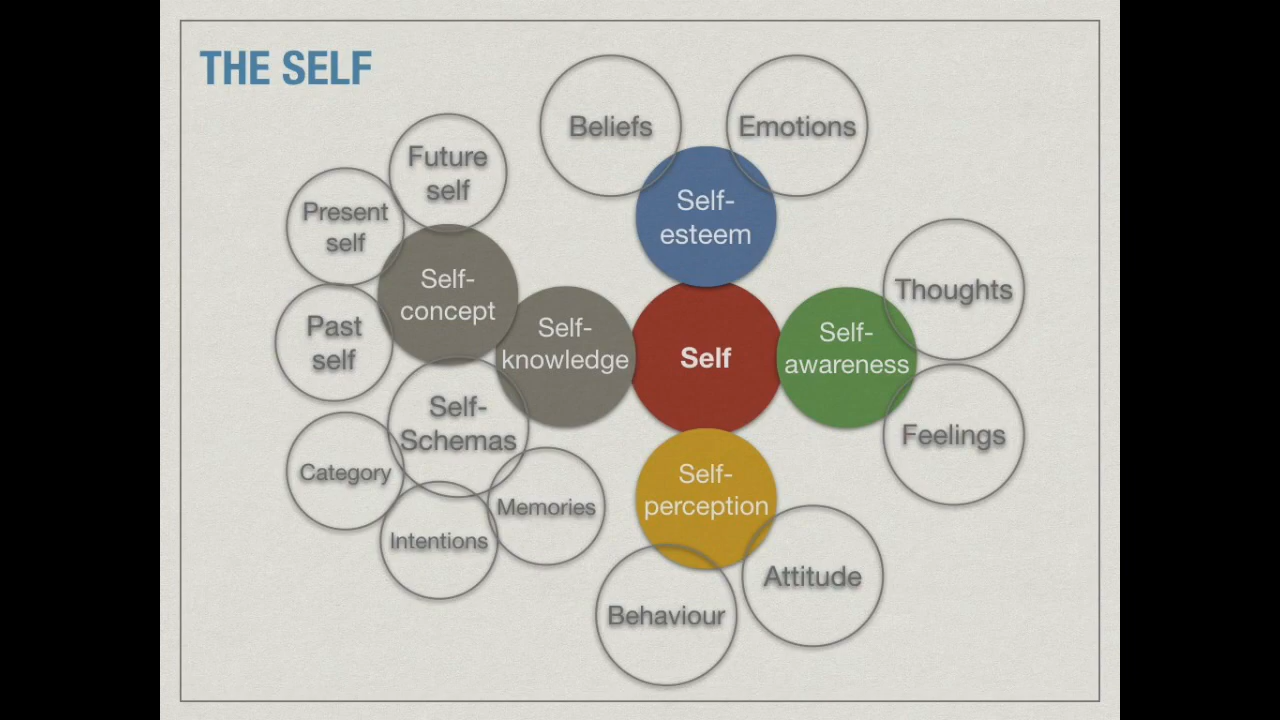 THE SELF
Beliefs
Emotions
Future
self
Present
self
Self-
esteem
Self-
concept
Thoughts
Past
self
Self-
knowledge
Self
Self-
awareness
Self-
Schemas
Feelings
Category
Memories
Self-
perception
Intentions
Attitude
Behaviour